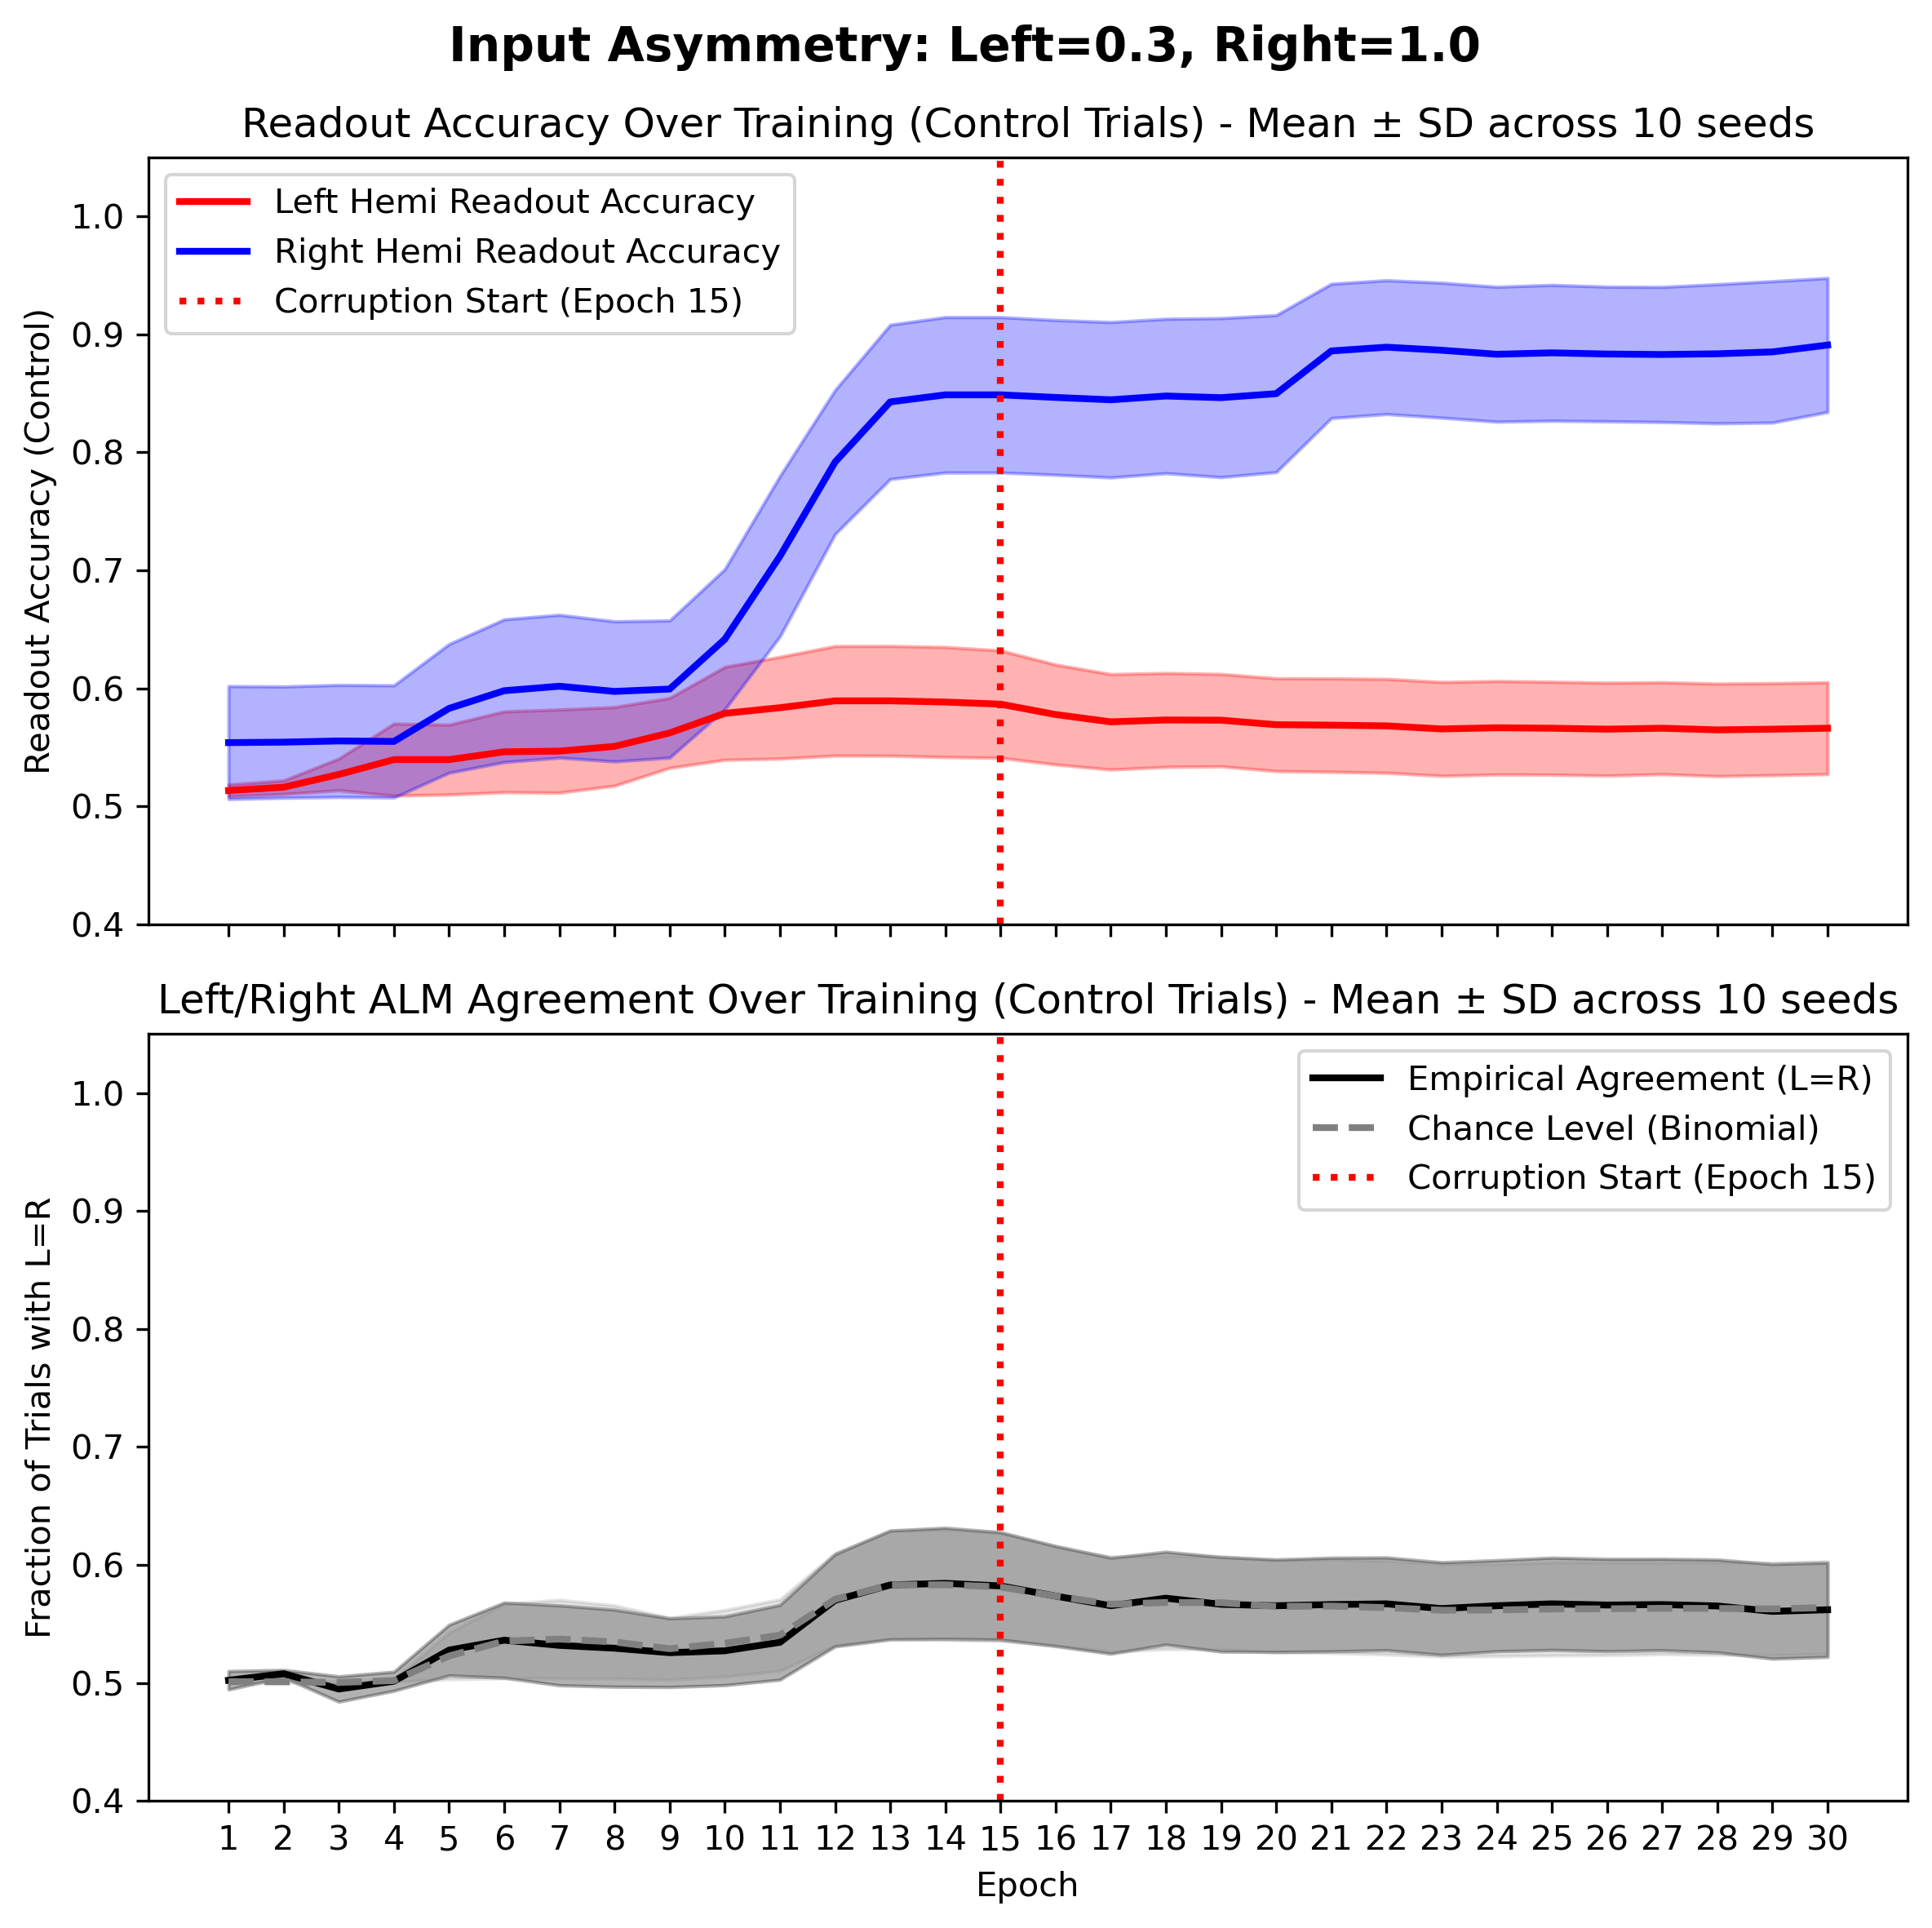 Input Asymmetry: Left=0.3, Right=1.0
Readout Accuracy Over Training (Control Trials) - Mean ± SD across 10 seeds
Left Hemi Readout Accuracy
Right Hemi Readout Accuracy
Corruption Start (Epoch 15)
Readout Accuracy (Control)
1.0
0.9
0.8
0.7
0.6
0.5
0.4
Left/Right ALM Agreement Over Training (Control Trials) - Mean ± SD across 10 seeds
Empirical Agreement (L=R)
Chance Level (Binomial)
Corruption Start (Epoch 15)
Fraction of Trials with L=R
1.0
0.9
0.8
0.7
0.6
0.5
0.4
1 2 3 4 5 6 7 8 9 10 11 12 13 14 15 16 17 18 19 20 21 22 23 24 25 26 27 28 29 30
Epoch